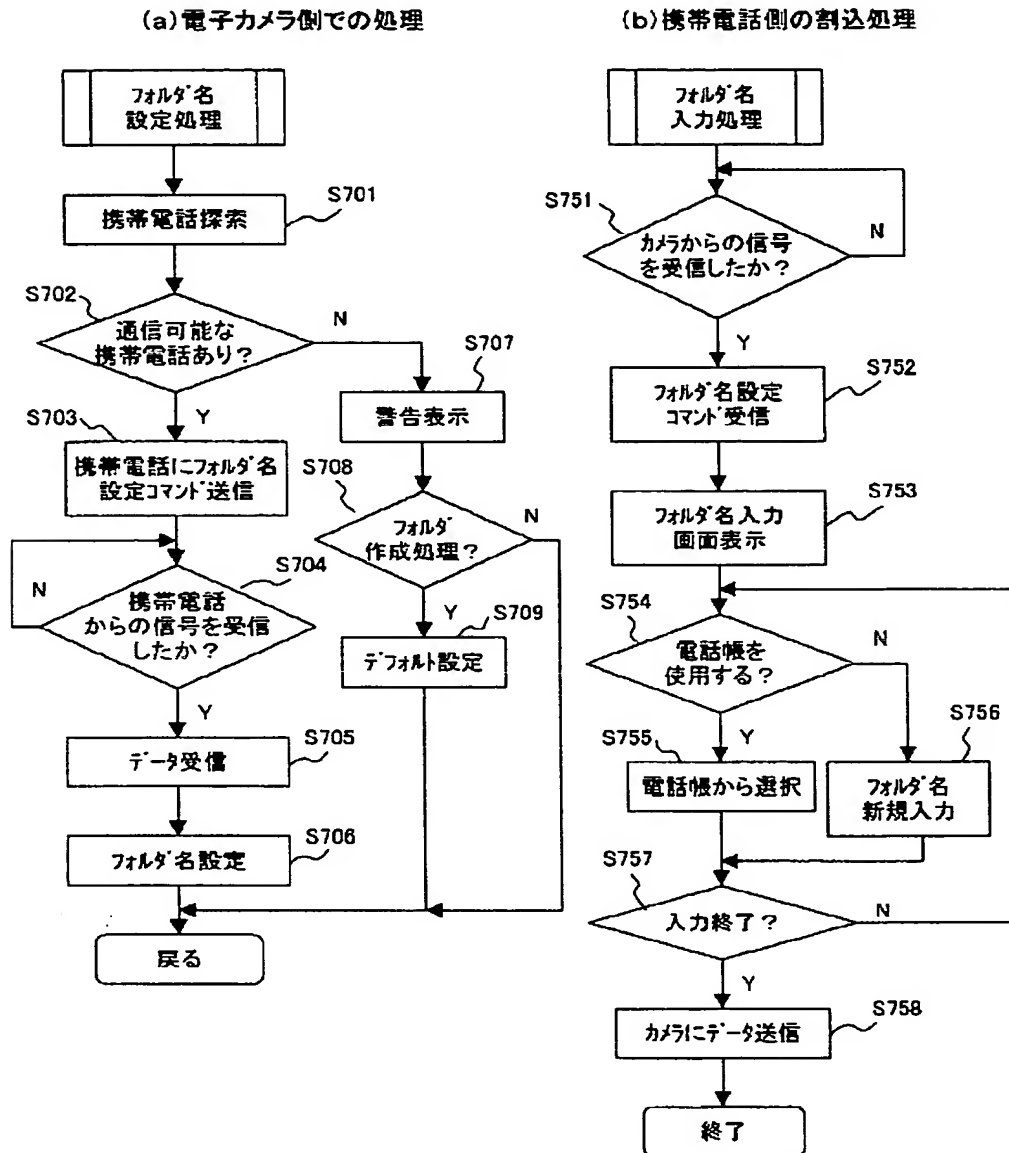 (a)電子カメラ側での処理
フォルダ名
設定処理
S701
携帯電話探索
S702
通信可能な
携帯電話あり?
N
Y
S707
警告表示
S703
携帯電話にフォルダ名
設定コマンド送信
S708
フォルダ
作成処理?
N
Y
S704
N
携帯電話
からの信号を受信
したか?
Y
S709
デフォルト設定
S705
データ受信
S706
フォルダ名設定
戻る
(b)携帯電話側の割込処理
フォルダ名
入力処理
S751
カメラからの信号
を受信したか?
N
Y
S752
フォルダ名設定
コマンド受信
S753
フォルダ名入力
画面表示
S754
電話帳を
使用する?
N
Y
S755
電話帳から選択
S756
フォルダ名
新規入力
S757
入力終了?
N
Y
S758
カメラにデータ送信
終了